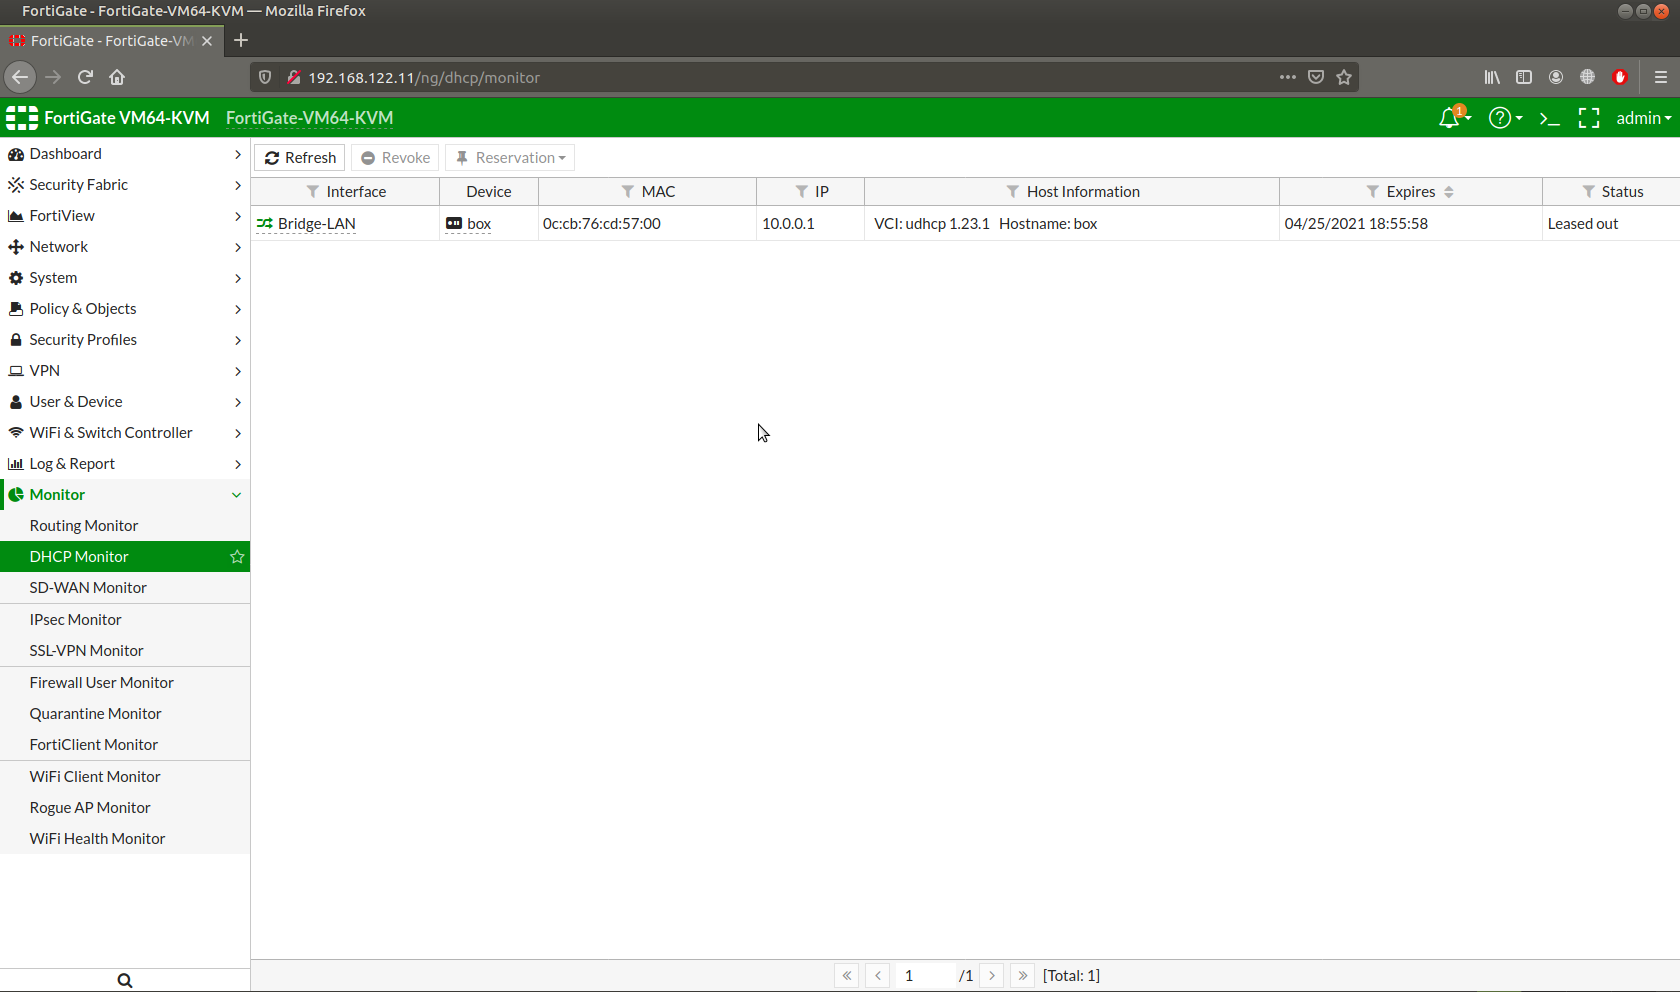 FortiGate - FortiGate-VM64-KVM — Mozilla Firefox
FortiGate - FortiGate-VM
192.168.122.11/ng/dhcp/monitor
FortiGate VM64-KVM FortiGate-VM64-KVM 1 ? >_ admin
Dashboard
Security Fabric
FortiView
Network
System
Policy & Objects
Security Profiles
VPN
User & Device
WiFi & Switch Controller
Log & Report
Monitor
Routing Monitor
DHCP Monitor
SD-WAN Monitor
IPsec Monitor
SSL-VPN Monitor
Firewall User Monitor
Quarantine Monitor
FortiClient Monitor
WiFi Client Monitor
Rogue AP Monitor
WiFi Health Monitor
Refresh Revoke Reservation
Interface Device MAC IP Host Information Expires Status
Bridge-LAN box 0c:cb:76:cd:57:00 10.0.0.1 VCI: udhcp 1.23.1 Hostname: box 04/25/2021 18:55:58 Leased out
« < 1 /1 > » [Total: 1]